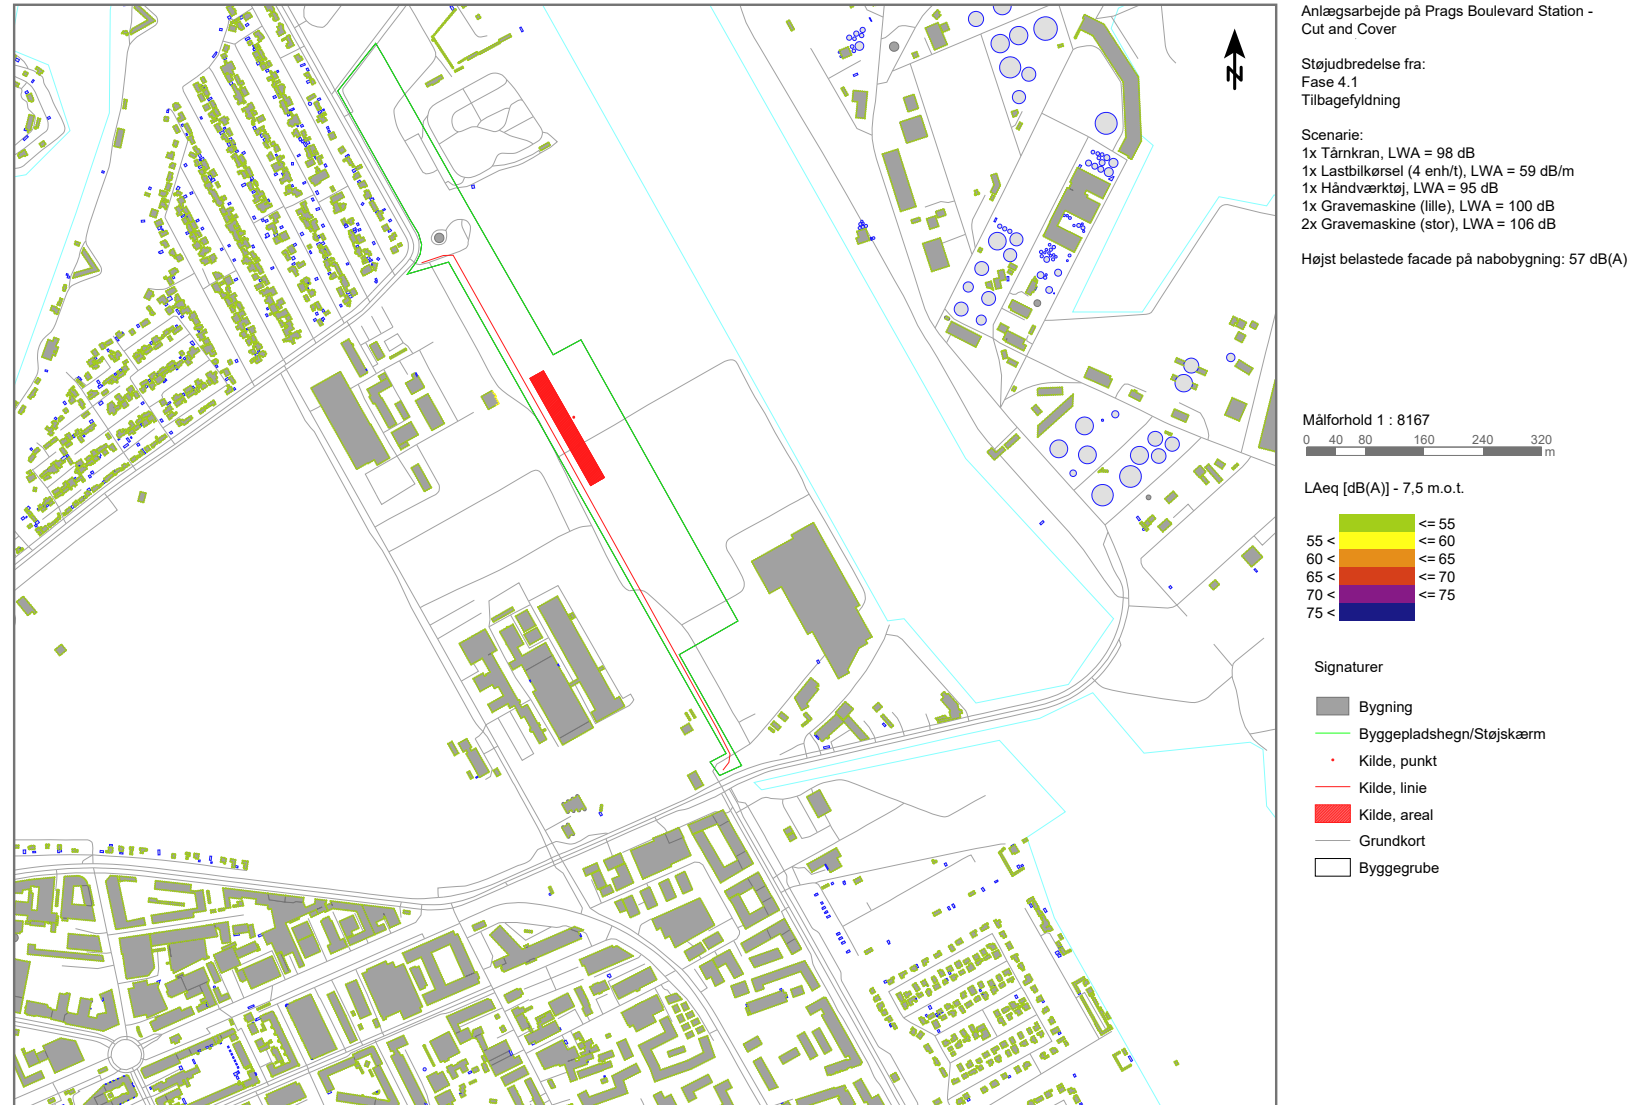 Anlægsarbejde på Prags Boulevard Station -
Cut and Cover
Støjudbredelse fra:
Fase 4.1
Tilbagefyldning
Scenarie:
1x Tårnkran, LWA = 98 dB
1x Lastbilkørsel (4 enh/t), LWA = 59 dB/m
1x Håndværktøj, LWA = 95 dB
1x Gravemaskine (lille), LWA = 100 dB
2x Gravemaskine (stor), LWA = 106 dB
Højst belastede facade på nabobygning: 57 dB(A)
N
Målforhold 1 : 8167
0 40 80 160 240 320
m
LAeq [dB(A)] - 7,5 m.o.t.
<= 55
55 < <= 60
60 < <= 65
65 < <= 70
70 < <= 75
75 <
Signaturer
Bygning
Byggepladshegn/Støjskærm
Kilde, punkt
Kilde, linie
Kilde, areal
Grundkort
Byggegrube